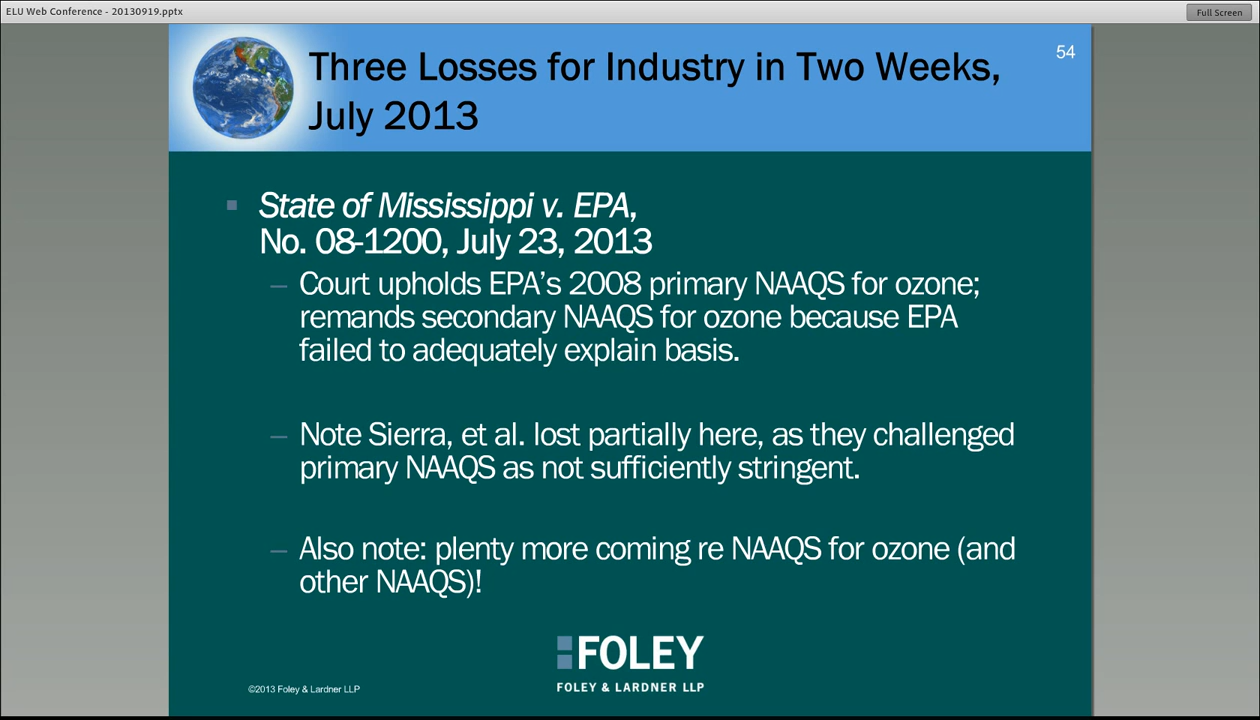 ELU Web Conference - 20130919.pptx
Full Screen
54
Three Losses for Industry in Two Weeks,
July 2013
▪ State of Mississippi v. EPA,
No. 08-1200, July 23, 2013
– Court upholds EPA’s 2008 primary NAAQS for ozone;
remands secondary NAAQS for ozone because EPA
failed to adequately explain basis.
– Note Sierra, et al. lost partially here, as they challenged
primary NAAQS as not sufficiently stringent.
– Also note: plenty more coming re NAAQS for ozone (and
other NAAQS)!
FOLEY
FOLEY & LARDNER LLP
©2013 Foley & Lardner LLP